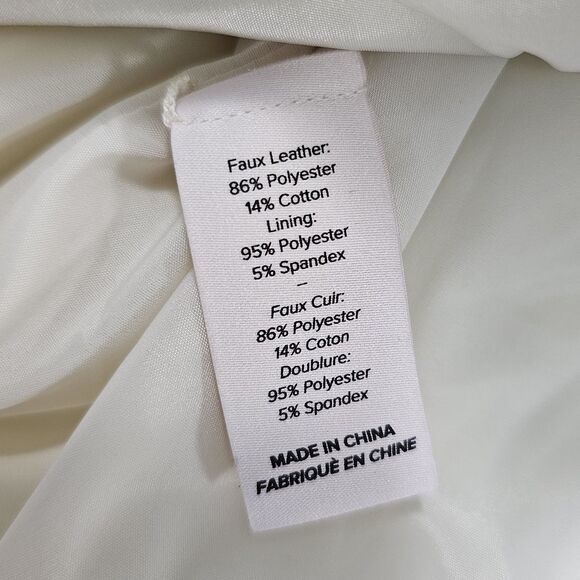 Faux Leather:
86% Polyester
14% Cotton
Lining:
95% Polyester
5% Spandex
–
Faux Cuir:
86% Polyester
14% Coton
Doublure:
95% Polyester
5% Spandex
MADE IN CHINA
FABRIQUÈ EN CHINE